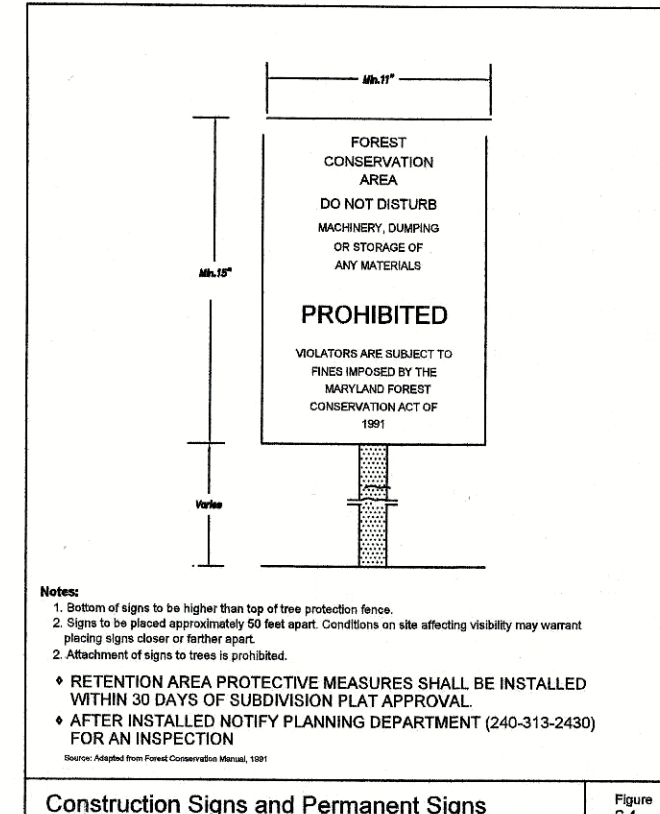 Min.11"
FOREST
CONSERVATION
AREA
DO NOT DISTURB
MACHINERY, DUMPING
OR STORAGE OF
ANY MATERIALS
Min.15"
PROHIBITED
VIOLATORS ARE SUBJECT TO
FINES IMPOSED BY THE
MARYLAND FOREST
CONSERVATION ACT OF
1991
Varies
Notes:
1. Bottom of signs to be higher than top of tree protection fence.
2. Signs to be placed approximately 50 feet apart. Conditions on site affecting visibility may warrant
placing signs closer or farther apart.
2. Attachment of signs to trees is prohibited.
♦ RETENTION AREA PROTECTIVE MEASURES SHALL BE INSTALLED
WITHIN 30 DAYS OF SUBDIVISION PLAT APPROVAL.
♦ AFTER INSTALLED NOTIFY PLANNING DEPARTMENT (240-313-2430)
FOR AN INSPECTION
Source: Adapted from Forest Conservation Manual, 1991
Construction Signs and Permanent Signs
Figure